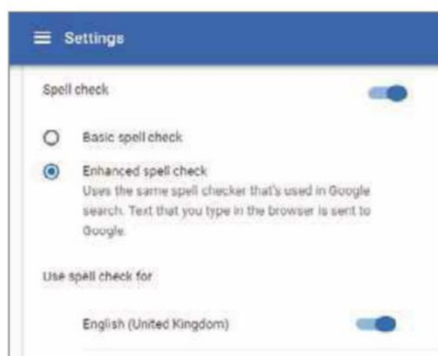 Settings
Spell check
Basic spell check
Enhanced spell check
Uses the same spell checker that's used in Google
search. Text that you type in the browser is sent to
Google.
Use spell check for
English (United Kingdom)